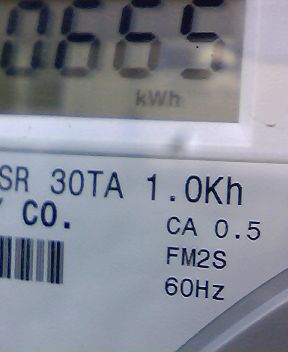 0665
kWh
SR 30TA 1.0Kh
Y CO.
CA 0.5
FM2S
60Hz